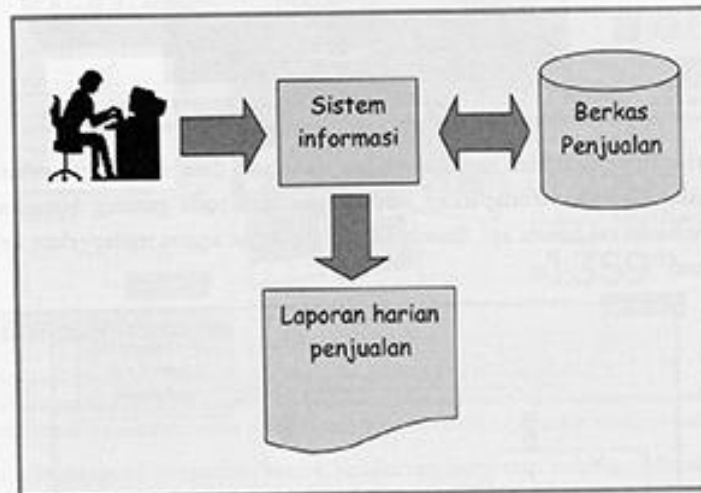 Sistem
informasi
Berkas
Penjualan
Laporan harian
penjualan